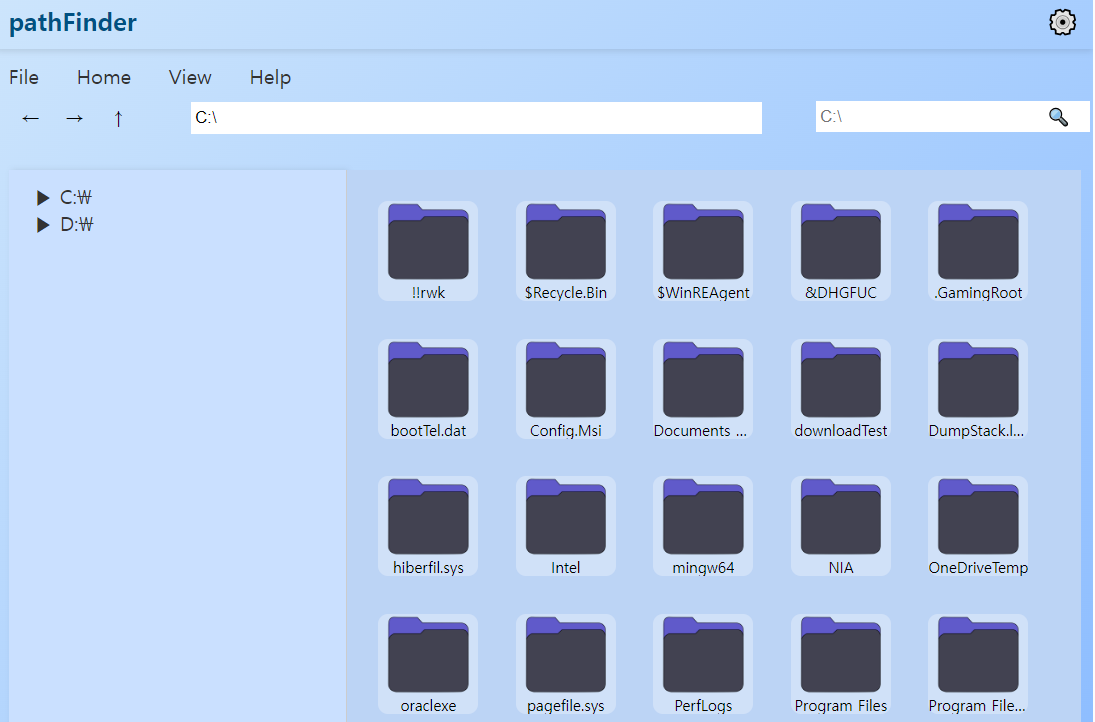 pathFinder
File Home View Help
← → ↑ C:\ C:\
C:₩
D:₩
!!rwk $Recycle.Bin $WinREAgent &DHGFUC .GamingRoot
bootTel.dat Config.Msi Documents ... downloadTest DumpStack.l...
hiberfil.sys Intel mingw64 NIA OneDriveTemp
oraclexe pagefile.sys PerfLogs Program Files Program File...